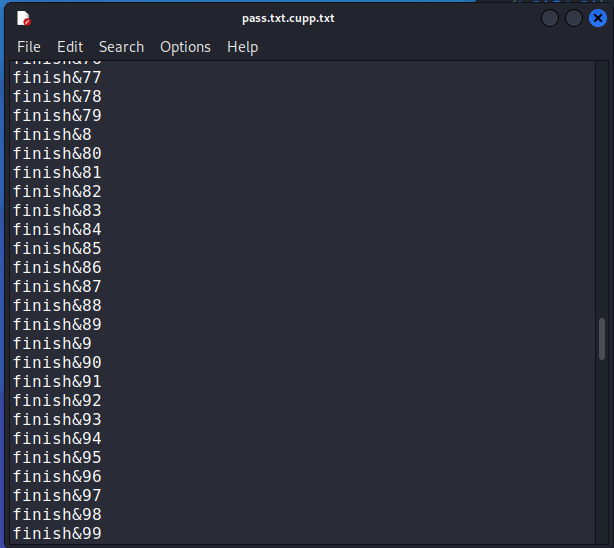 pass.txt.cupp.txt
File Edit Search Options Help
finish&76
finish&77
finish&78
finish&79
finish&8
finish&80
finish&81
finish&82
finish&83
finish&84
finish&85
finish&86
finish&87
finish&88
finish&89
finish&9
finish&90
finish&91
finish&92
finish&93
finish&94
finish&95
finish&96
finish&97
finish&98
finish&99